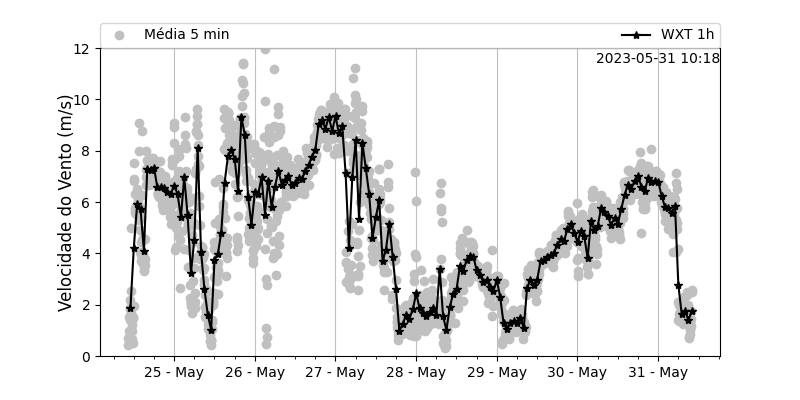 Média 5 min
WXT 1h
2023-05-31 10:18
Velocidade do Vento (m/s)
12
10
8
6
4
2
0
25 - May
26 - May
27 - May
28 - May
29 - May
30 - May
31 - May